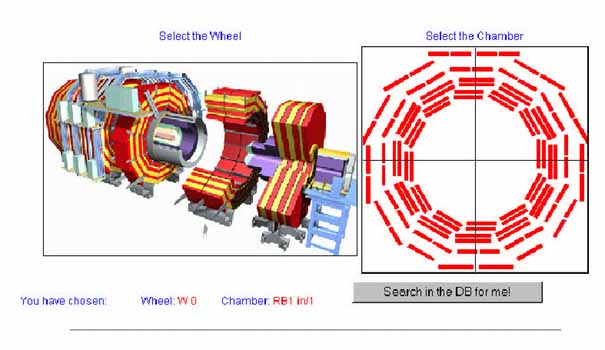 Select the Wheel
Select the Chamber
Search in the DB for me!
You have chosen: Wheel: W 0 Chamber: RB1 in/1